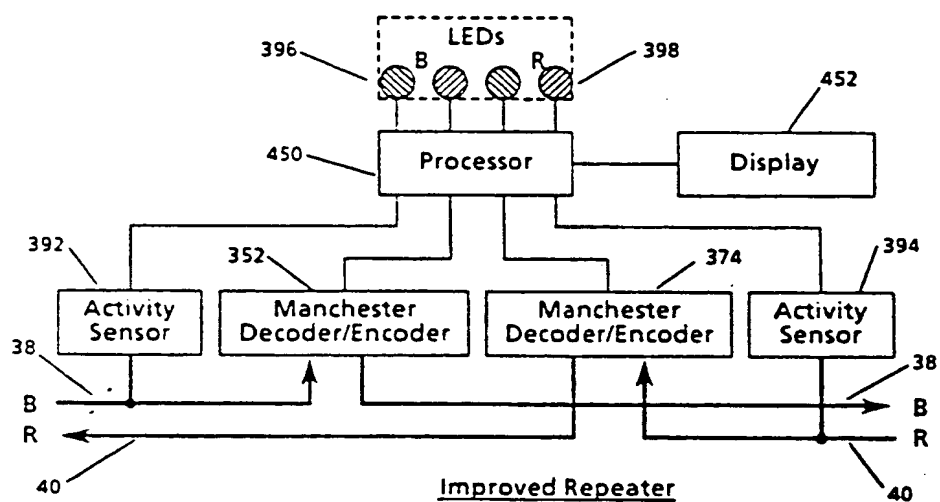 LEDs
396
B
R
398
452
450
Processor
Display
392
352
374
394
Activity
Sensor
Manchester
Decoder/Encoder
Manchester
Decoder/Encoder
Activity
Sensor
38
38
B
B
R
R
40
40
Improved Repeater